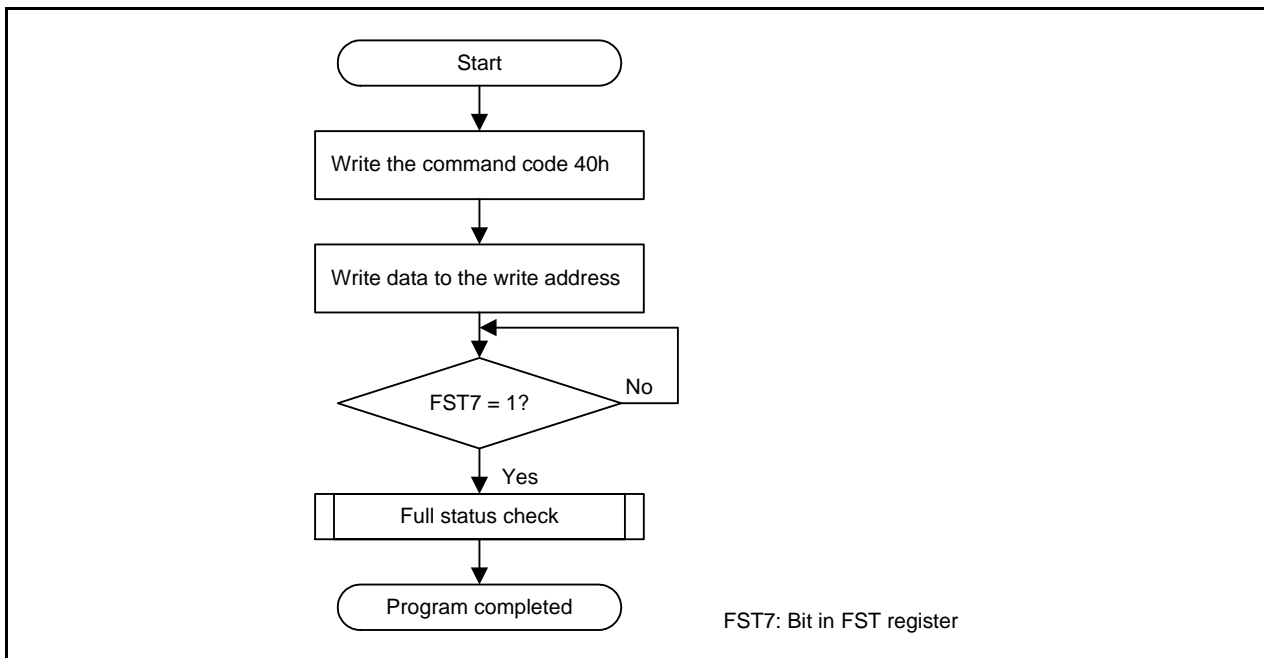 Start
Write the command code 40h
Write data to the write address
FST7 = 1?
No
Yes
Full status check
Program completed
FST7: Bit in FST register